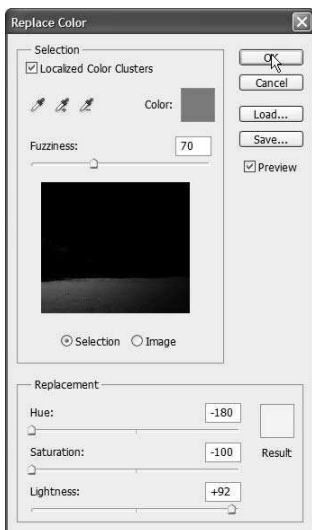 Replace Color
Selection
Localized Color Clusters
OK
Cancel
Color:
Load...
Fuzziness: 70
Save...
Preview
Selection Image
Replacement
Hue: -180
Saturation: -100 Result
Lightness: +92